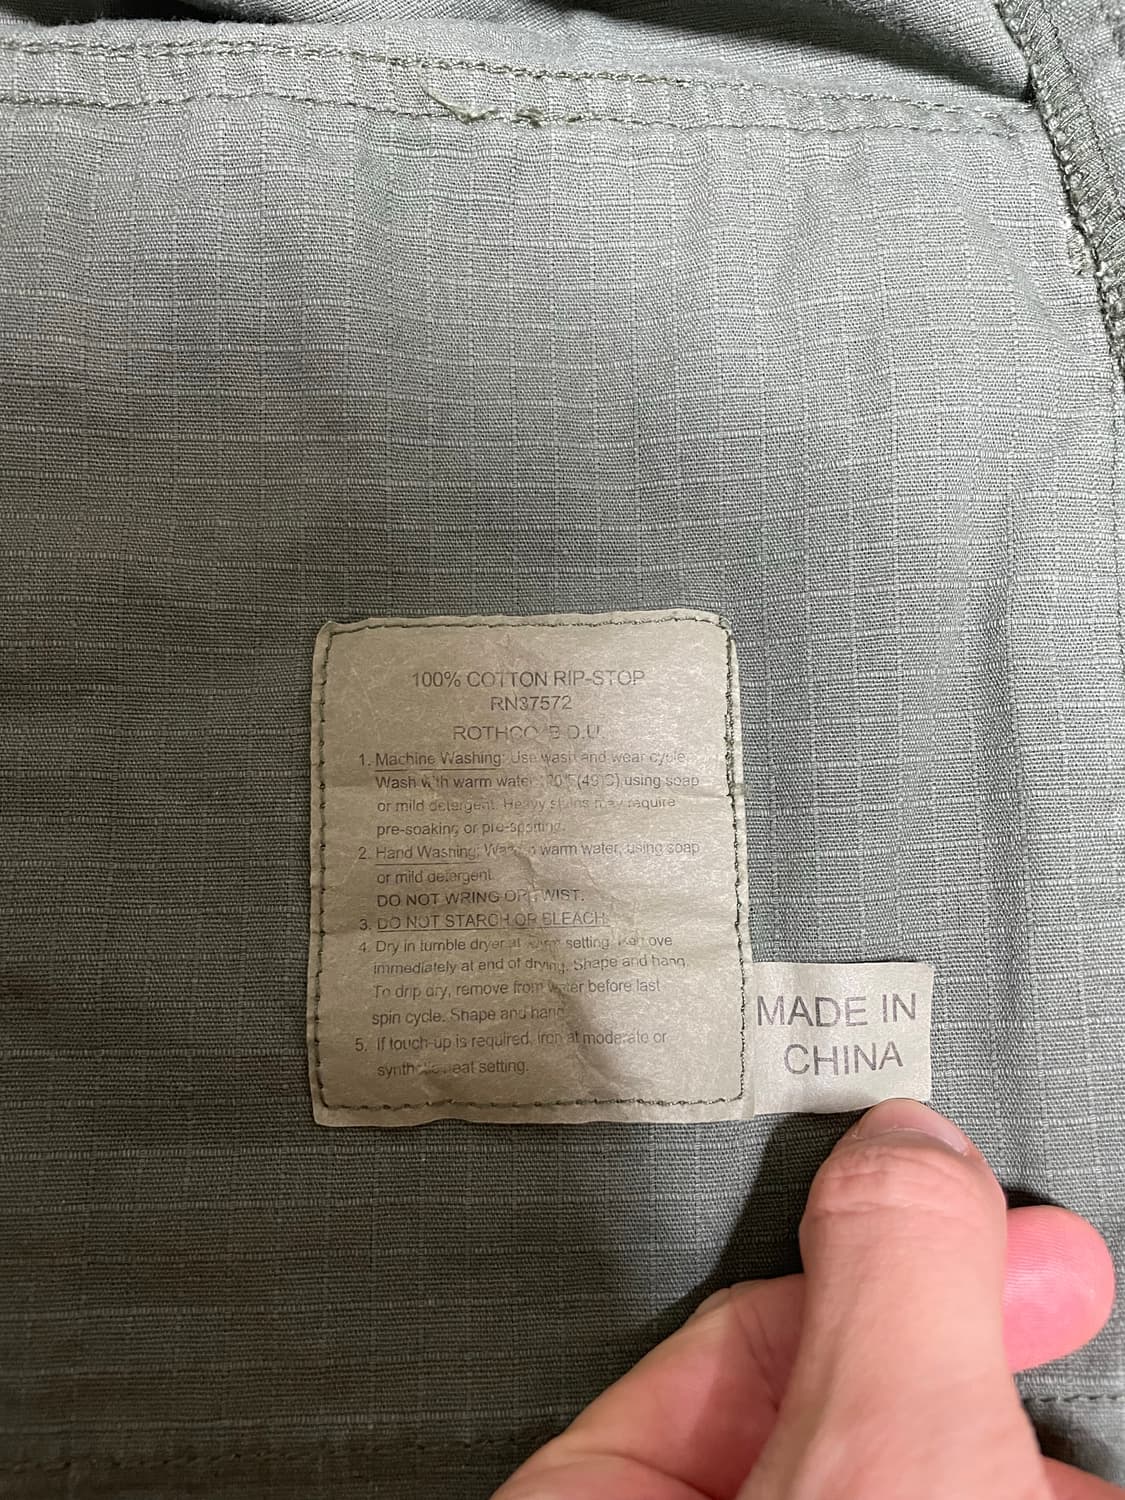 100% COTTON RIP-STOP
RN37572
ROTHCO B.D.U.
1. Machine Washing: Use wash and wear cycle.
Wash with warm water (49°C) using soap
or mild detergent. Heavy stains may require
pre-soaking or pre-spotting.
2. Hand Washing: Wash in warm water, using soap
or mild detergent.
DO NOT WRING OR TWIST.
3. DO NOT STARCH OR BLEACH.
4. Dry in tumble dryer at setting. Remove
immediately at end of drying. Shape and hang.
To drip dry, remove from water before last
spin cycle. Shape and hang
5. If touch-up is required, iron at moderate or
synthetic heat setting.
MADE IN
CHINA